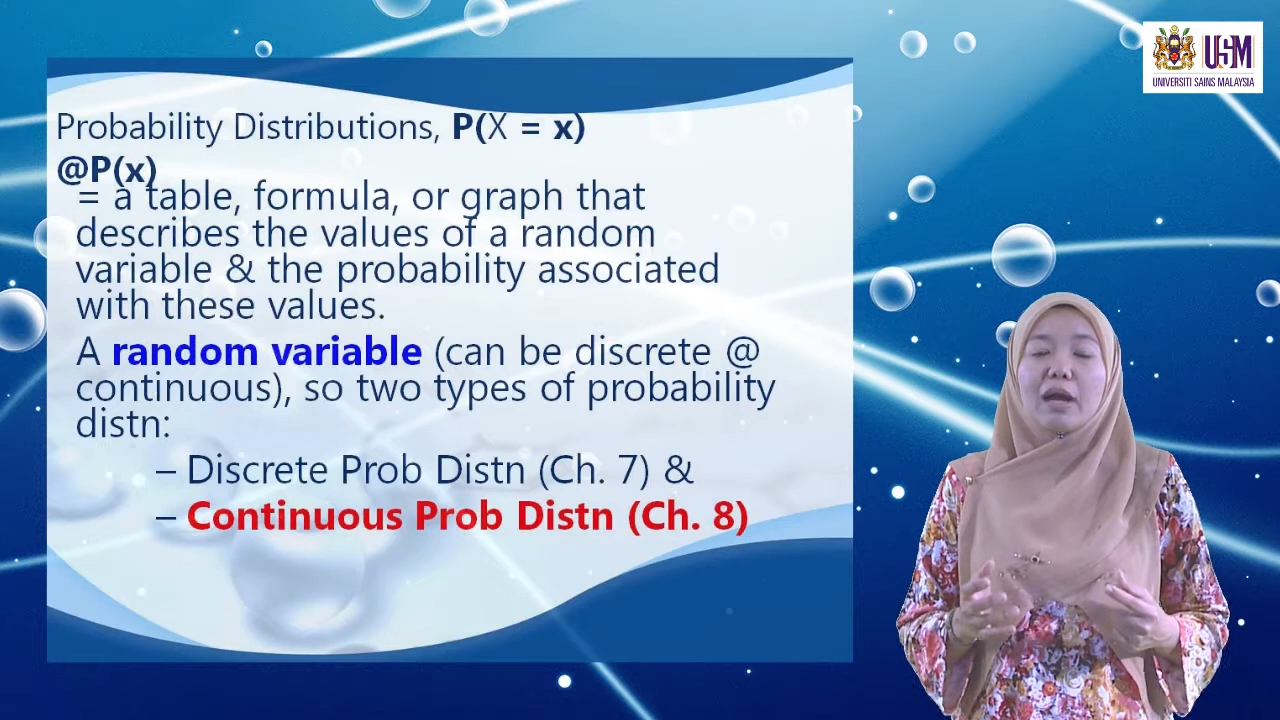 USM
UNIVERSITI SAINS MALAYSIA
Probability Distributions, P(X = x)
@P(x)
= a table, formula, or graph that
describes the values of a random
variable & the probability associated
with these values.
A random variable (can be discrete @
continuous), so two types of probability
distn:
– Discrete Prob Distn (Ch. 7) &
– Continuous Prob Distn (Ch. 8)